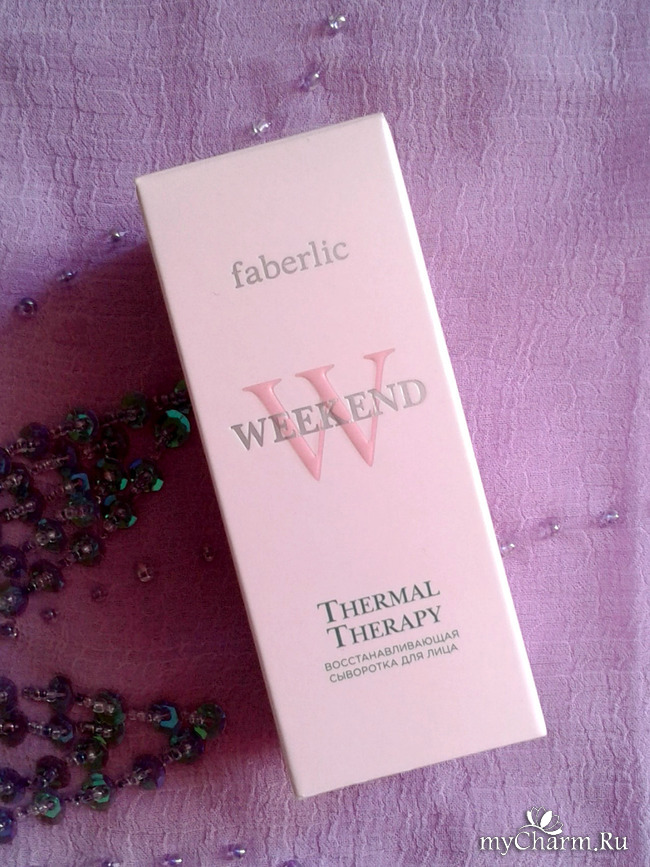 faberlic
W
WEEKEND
THERMAL
THERAPY
ВОССТАНАВЛИВАЮЩАЯ
СЫВОРОТКА ДЛЯ ЛИЦА
myCharm.Ru